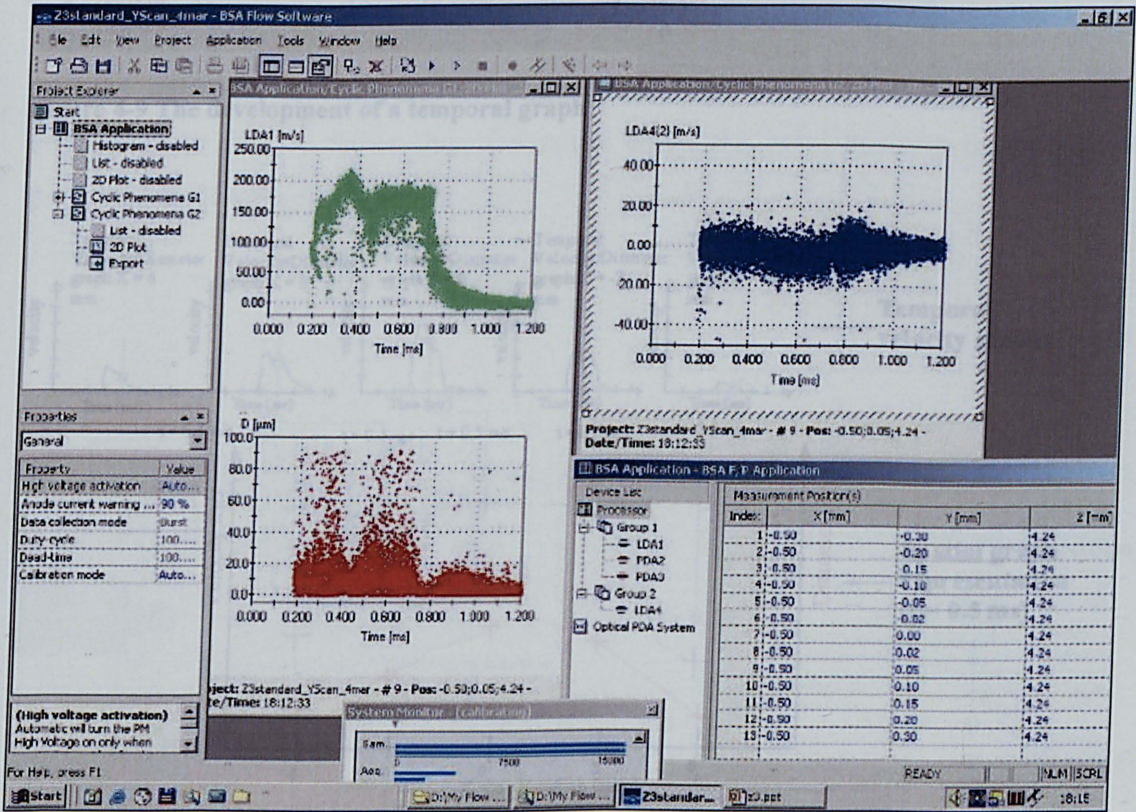 Z3standard_YScan_4mar - BSA Flow Software
File Edit View Project Application Tools Window Help
Project Explorer
Start
BSA Application
Histogram - disabled
List - disabled
2D Plot - disabled
Cyclic Phenomena G1
Cyclic Phenomena G2
List - disabled
2D Plot
Export
Properties
General
Property Value
High voltage activation Auto...
Anode current warning ... 90 %
Data collection mode Burst
Duty-cycle 100....
Dead-time 100....
Calibration mode Auto...
(High voltage activation)
Automatic will turn the PM
High Voltage on only when
BSA Application/Cyclic Phenomena G1
LDA1 [m/s]
250.00
200.00
150.00
100.00
50.00
0.00
0.000 0.200 0.400 0.600 0.800 1.000 1.200
Time [ms]
D [µm]
100.0
80.0
60.0
40.0
20.0
0.0
0.000 0.200 0.400 0.600 0.800 1.000 1.200
Time [ms]
ject: Z3standard_YScan_4mar - # 9 - Pos: -0.50;0.05;4.24 -
te/Time: 18:12:33
BSA Application/Cyclic Phenomena G2/2D Plot
LDA4(2) [m/s]
40.00
20.00
0.00
-20.00
-40.00
0.000 0.200 0.400 0.600 0.800 1.000 1.200
Time [ms]
Project: Z3standard_YScan_4mar - # 9 - Pos: -0.50;0.05;4.24 -
Date/Time: 18:12:33
BSA Application - BSA F/P Application
Device List
Processor
Group 1
LDA1
PDA2
PDA3
Group 2
LDA4
Optical PDA System
Measurement Position(s)
Index X [mm] Y [mm] Z [mm]
1 -0.50 -0.30 4.24
2 -0.50 -0.20 4.24
3 -0.50 0.15 4.24
4 -0.50 -0.10 4.24
5 -0.50 -0.05 4.24
6 -0.50 -0.02 4.24
7 -0.50 0.00 4.24
8 -0.50 0.02 4.24
9 -0.50 0.05 4.24
10 -0.50 0.10 4.24
11 -0.50 0.15 4.24
12 -0.50 0.20 4.24
13 -0.50 0.30 4.24
System Monitor - (calibration)
Sam.
0 7500 15000
Acc.
For Help, press F1
READY NUM SCRL
Start
D:\My Flow ...
D:\My Flow ...
Z3standar...
z3.ppt
18:15